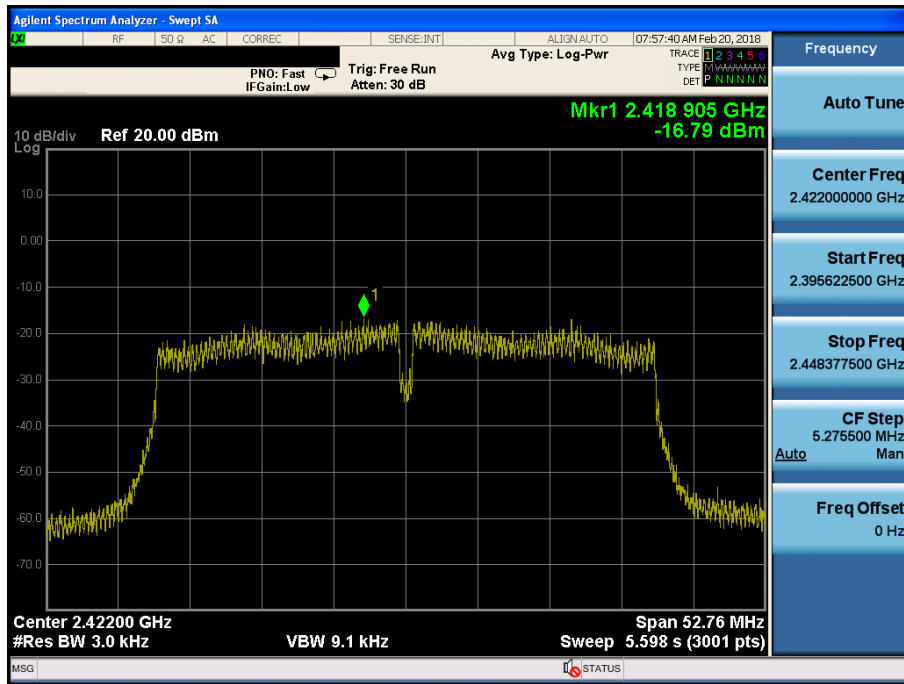 Agilent Spectrum Analyzer - Swept SA
LXI RF 50 Ω AC CORREC SENSE:INT ALIGNAUTO 07:57:40 AM Feb 20, 2018
Frequency
PNO: Fast Trig: Free Run Avg Type: Log-Pwr TRACE 1 2 3 4 5 6
IFGain:Low Atten: 30 dB TYPE M WWWWW
DET P N N N N N
Auto Tune
Mkr1 2.418 905 GHz
-16.79 dBm
10 dB/div Ref 20.00 dBm
Log
10.0
0.00
-10.0
-20.0
-30.0
-40.0
-50.0
-60.0
-70.0
1
Center Freq
2.422000000 GHz
Start Freq
2.395622500 GHz
Stop Freq
2.448377500 GHz
CF Step
5.275500 MHz
Auto Man
Freq Offset
0 Hz
Center 2.42200 GHz Span 52.76 MHz
#Res BW 3.0 kHz VBW 9.1 kHz Sweep 5.598 s (3001 pts)
MSG STATUS